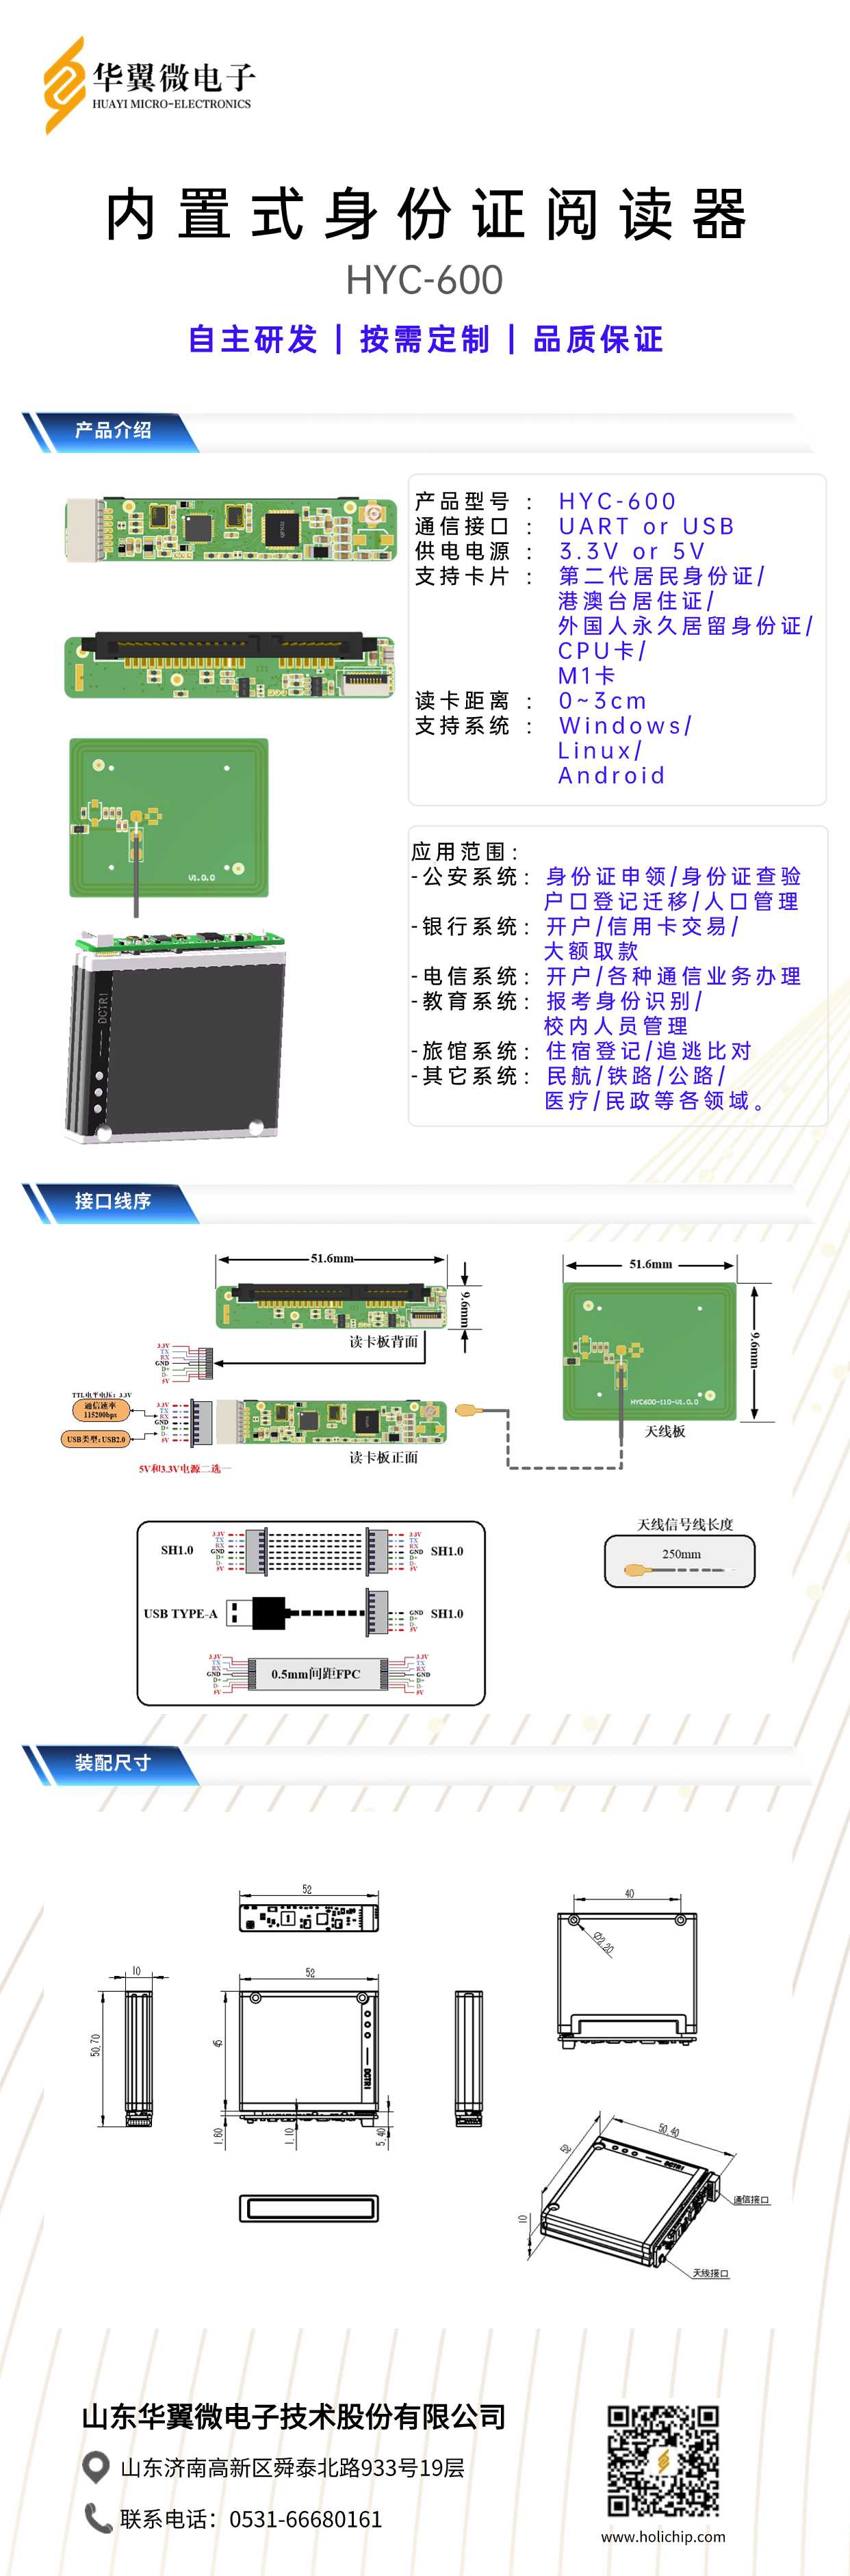 华翼微电子
HUAYI MICRO-ELECTRONICS
内置式身份证阅读器
HYC-600
自主研发 | 按需定制 | 品质保证
产品介绍
产品型号 : HYC-600
通信接口 : UART or USB
供电电源 : 3.3V or 5V
支持卡片 : 第二代居民身份证/
港澳台居住证/
外国人永久居留身份证/
CPU卡/
M1卡
读卡距离 : 0~3cm
支持系统 : Windows/
Linux/
Android
V1.0.0
DCTR1
应用范围:
-公安系统: 身份证申领/身份证查验
户口登记迁移/人口管理
-银行系统: 开户/信用卡交易/
大额取款
-电信系统: 开户/各种通信业务办理
-教育系统: 报考身份识别/
校内人员管理
-旅馆系统: 住宿登记/追逃比对
-其它系统: 民航/铁路/公路/
医疗/民政等各领域。
接口线序
51.6mm
9.6mm
读卡板背面
3.3V
TX
RX
GND
D+
D-
5V
TTL电平电压: 3.3V
通信速率
115200bps
USB类型: USB2.0
3.3V
TX
RX
GND
D+
D-
5V
5V和3.3V电源二选一
读卡板正面
51.6mm
9.6mm
HYC600-110-V1.0.0
天线板
SH1.0
3.3V
TX
RX
GND
D+
D-
5V
3.3V
TX
RX
GND
D+
D-
5V
SH1.0
USB TYPE-A
GND
D+
D-
5V
SH1.0
3.3V
TX
RX
GND
D+
D-
5V
0.5mm间距FPC
3.3V
TX
RX
GND
D+
D-
5V
天线信号线长度
250mm
装配尺寸
52
40
Ø2.20
10
50.70
52
45
DCTR1
1.60
1.10
5.40
52
50.40
DCTR1
10
通信接口
天线接口
山东华翼微电子技术股份有限公司
山东济南高新区舜泰北路933号19层
联系电话：0531-66680161
www.holichip.com